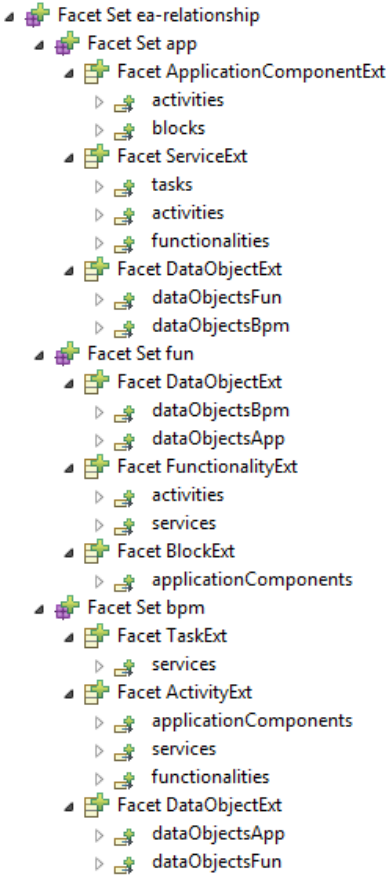 Facet Set ea-relationship
Facet Set app
Facet ApplicationComponentExt
activities
blocks
Facet ServiceExt
tasks
activities
functionalities
Facet DataObjectExt
dataObjectsFun
dataObjectsBpm
Facet Set fun
Facet DataObjectExt
dataObjectsBpm
dataObjectsApp
Facet FunctionalityExt
activities
services
Facet BlockExt
applicationComponents
Facet Set bpm
Facet TaskExt
services
Facet ActivityExt
applicationComponents
services
functionalities
Facet DataObjectExt
dataObjectsApp
dataObjectsFun